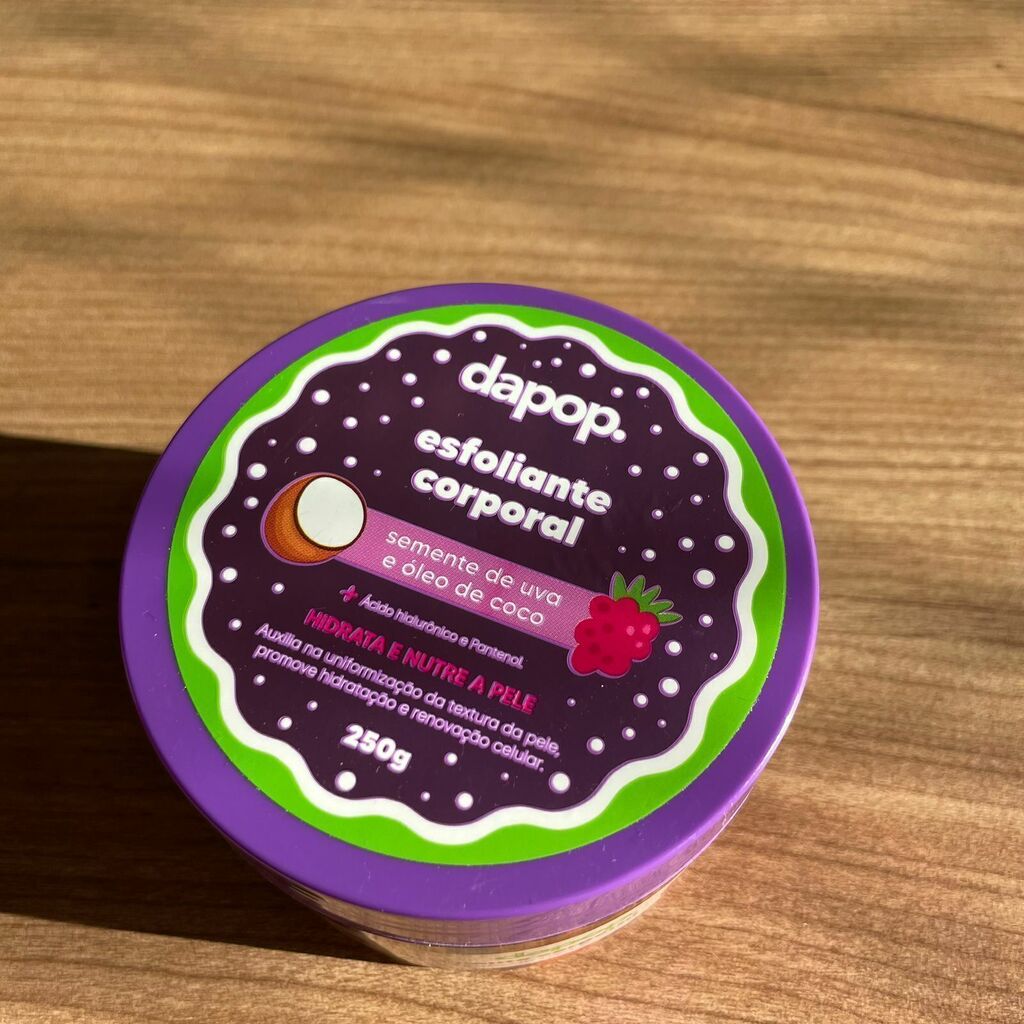 dapop.
esfoliante
corporal
semente de uva
e óleo de coco
+ Ácido hialurônico e Pantenol.
HIDRATA E NUTRE A PELE
Auxilia na uniformização da textura da pele,
promove hidratação e renovação celular.
250g